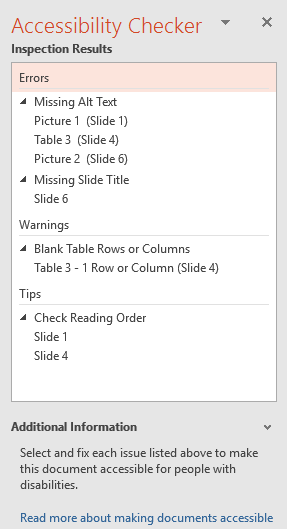 Accessibility Checker
Inspection Results
Errors
Missing Alt Text
Picture 1 (Slide 1)
Table 3 (Slide 4)
Picture 2 (Slide 6)
Missing Slide Title
Slide 6
Warnings
Blank Table Rows or Columns
Table 3 - 1 Row or Column (Slide 4)
Tips
Check Reading Order
Slide 1
Slide 4
Additional Information
Select and fix each issue listed above to make
this document accessible for people with
disabilities.
Read more about making documents accessible